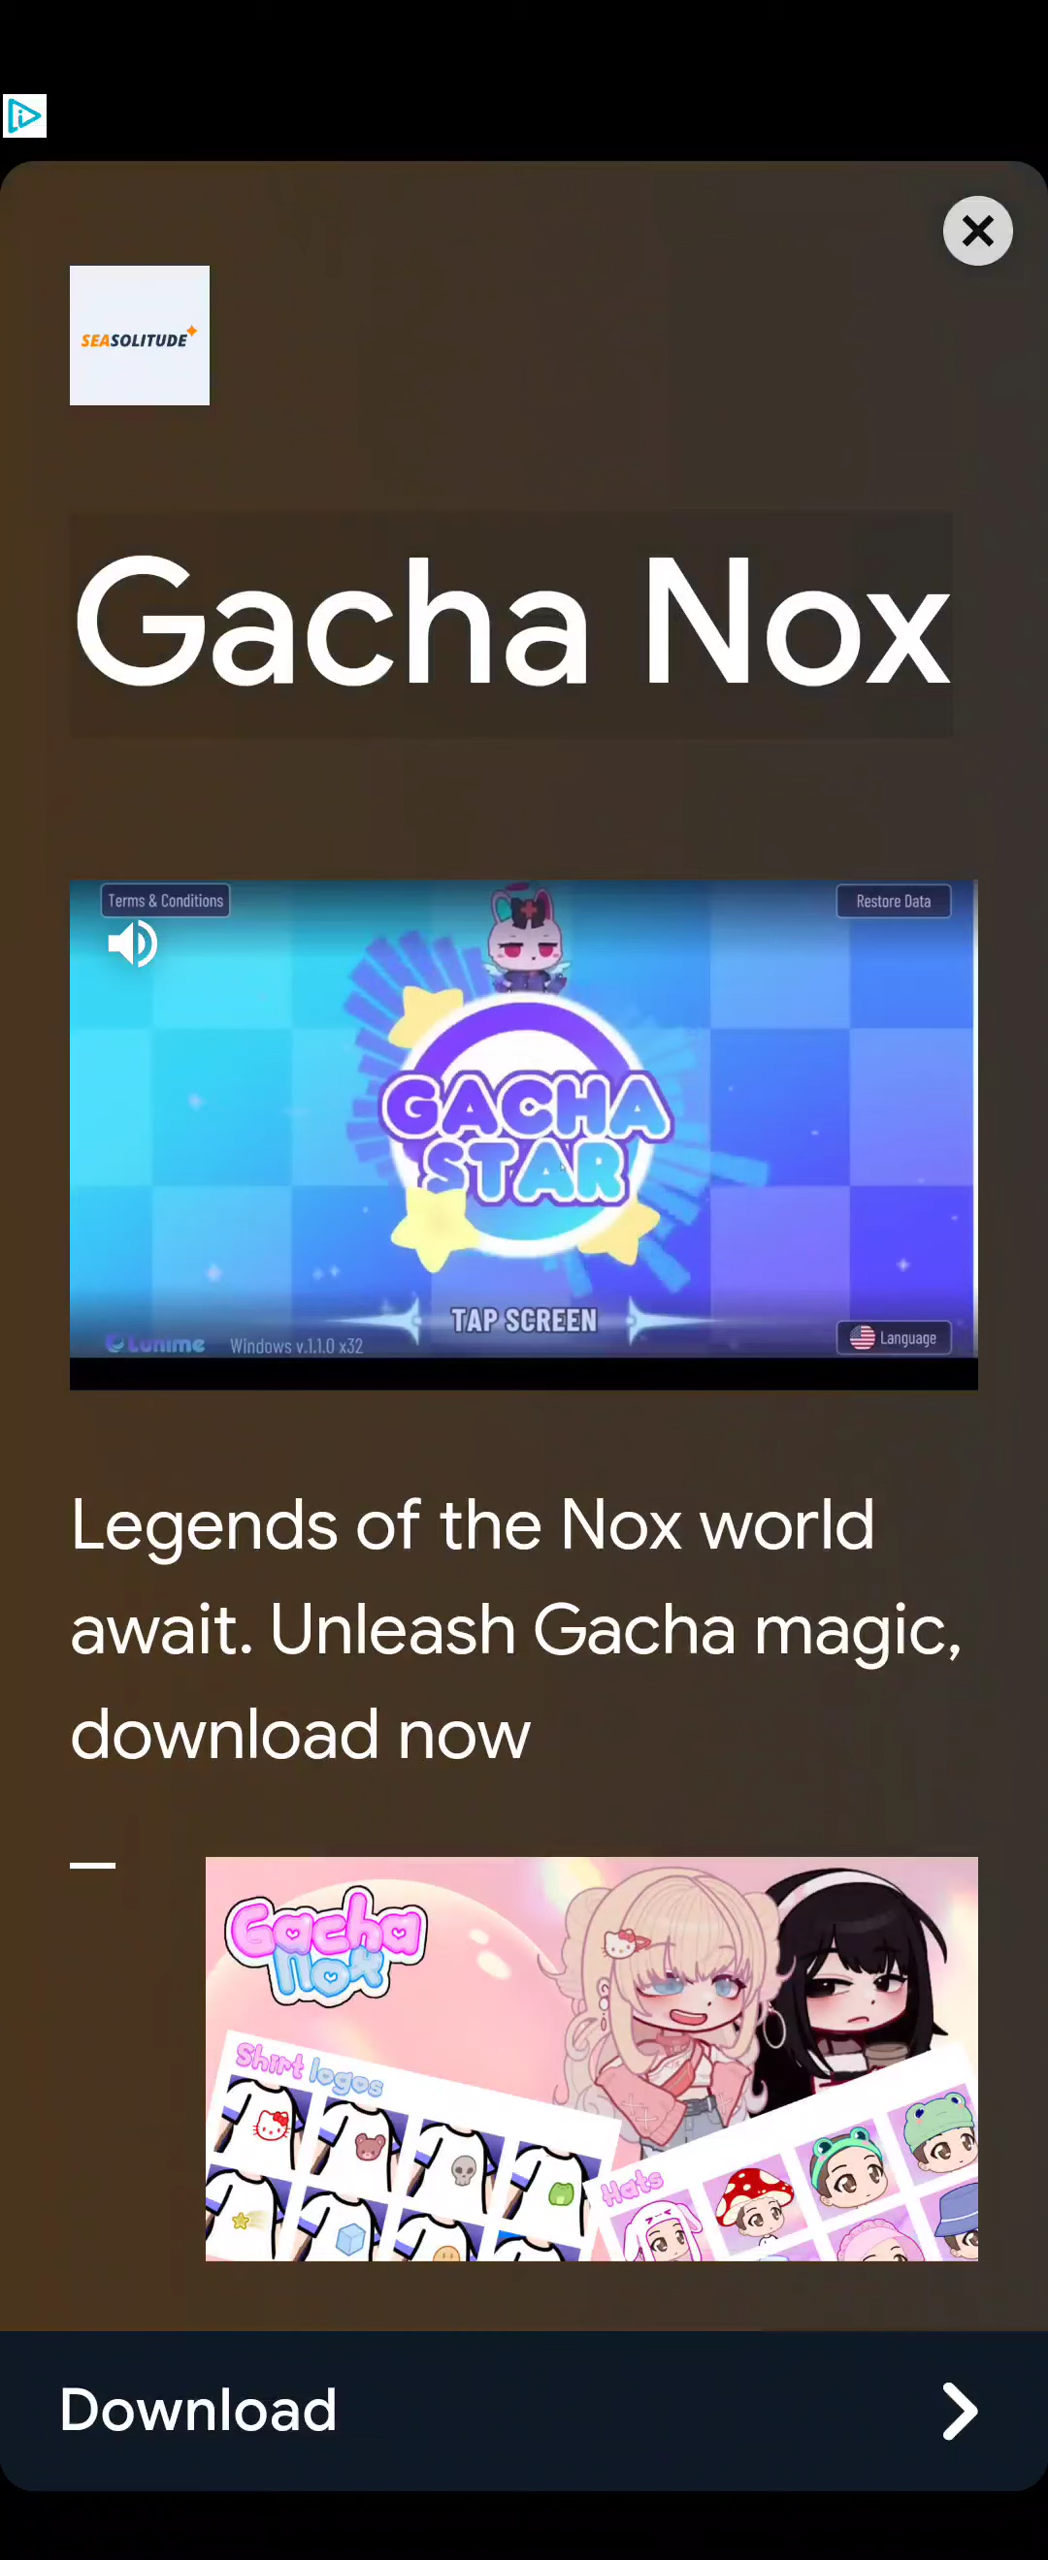 SEASOLITUDE
Gacha Nox
Terms & Conditions
Restore Data
GACHA
STAR
TAP SCREEN
Lunime
Windows v.1.1.0 x32
Language
Legends of the Nox world
await. Unleash Gacha magic,
download now
Gacha
nox
Shirt logos
Hats
Download